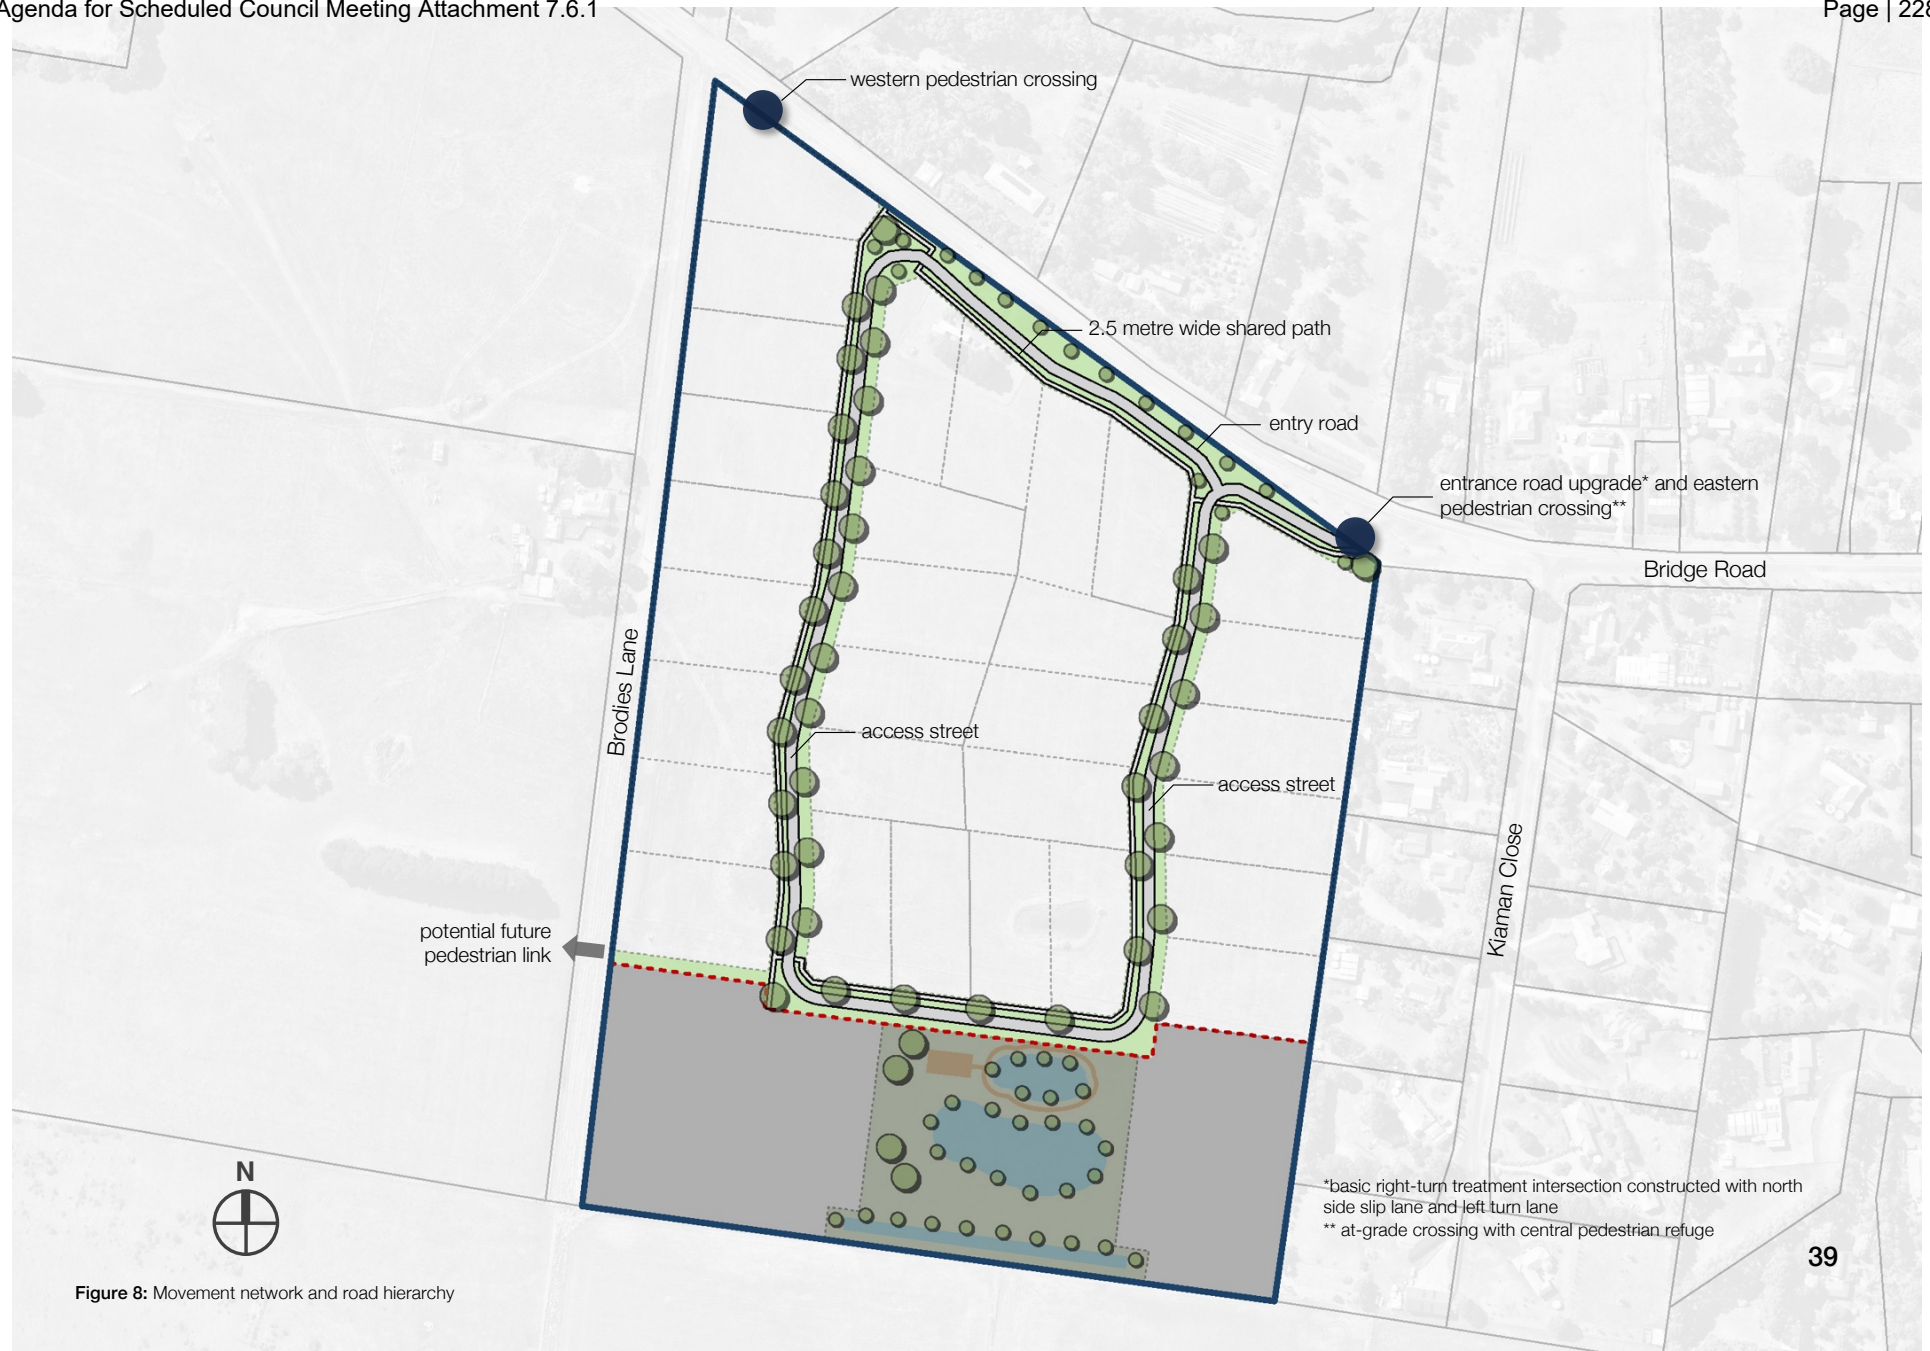 Agenda for Scheduled Council Meeting Attachment 7.6.1
Page | 228
western pedestrian crossing
2.5 metre wide shared path
entry road
entrance road upgrade* and eastern
pedestrian crossing**
Bridge Road
Brodies Lane
access street
access street
Kiaman Close
potential future
pedestrian link
N
*basic right-turn treatment intersection constructed with north
side slip lane and left turn lane
** at-grade crossing with central pedestrian refuge
39
Figure 8: Movement network and road hierarchy